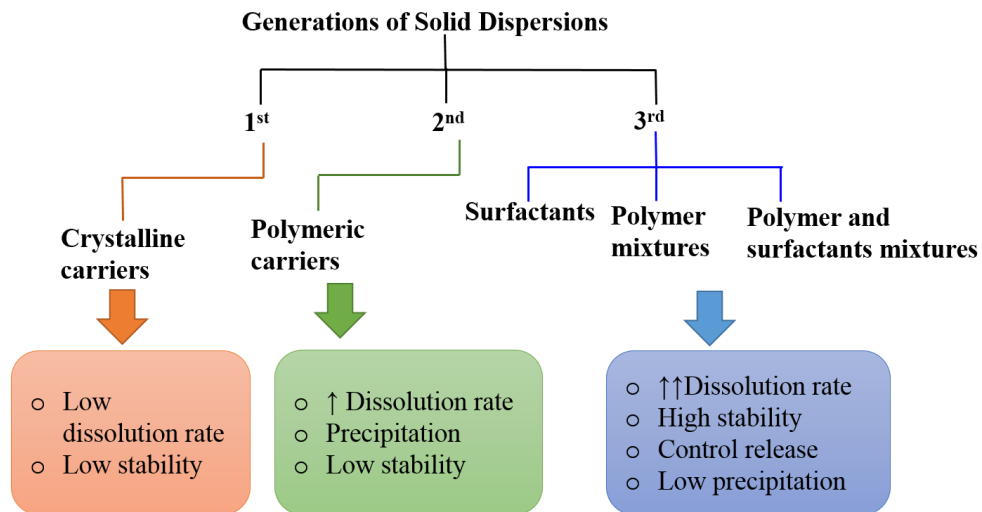 Generations of Solid Dispersions
1st
2nd
3rd
Crystalline
carriers
Polymeric
carriers
Surfactants
Polymer
mixtures
Polymer and
surfactants mixtures
o Low
dissolution rate
o Low stability
o ↑ Dissolution rate
o Precipitation
o Low stability
o ↑↑Dissolution rate
o High stability
o Control release
o Low precipitation